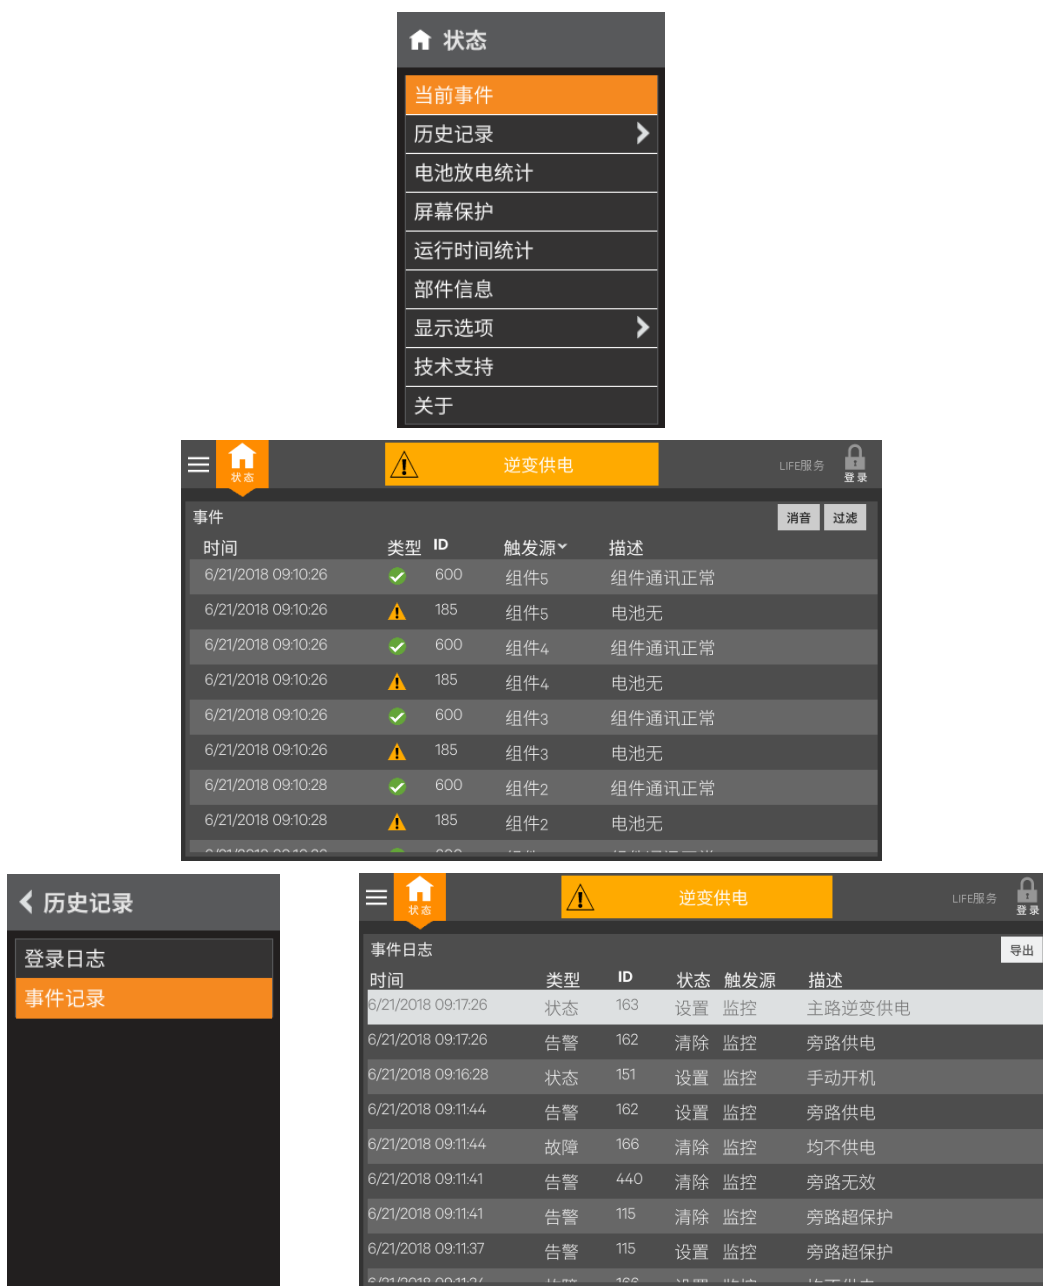 状态
当前事件
历史记录
电池放电统计
屏幕保护
运行时间统计
部件信息
显示选项
技术支持
关于
状态 逆变供电 LIFE服务 登录
事件 消音 过滤
时间 类型 ID 触发源 描述
6/21/2018 09:10:26 600 组件5 组件通讯正常
6/21/2018 09:10:26 185 组件5 电池无
6/21/2018 09:10:26 600 组件4 组件通讯正常
6/21/2018 09:10:26 185 组件4 电池无
6/21/2018 09:10:26 600 组件3 组件通讯正常
6/21/2018 09:10:26 185 组件3 电池无
6/21/2018 09:10:28 600 组件2 组件通讯正常
6/21/2018 09:10:28 185 组件2 电池无
历史记录
登录日志
事件记录
状态 逆变供电 LIFE服务 登录
事件日志 导出
时间 类型 ID 状态 触发源 描述
6/21/2018 09:17:26 状态 163 设置 监控 主路逆变供电
6/21/2018 09:17:26 告警 162 清除 监控 旁路供电
6/21/2018 09:16:28 状态 151 设置 监控 手动开机
6/21/2018 09:11:44 告警 162 设置 监控 旁路供电
6/21/2018 09:11:44 故障 166 清除 监控 均不供电
6/21/2018 09:11:41 告警 440 清除 监控 旁路无效
6/21/2018 09:11:41 告警 115 清除 监控 旁路超保护
6/21/2018 09:11:37 告警 115 设置 监控 旁路超保护